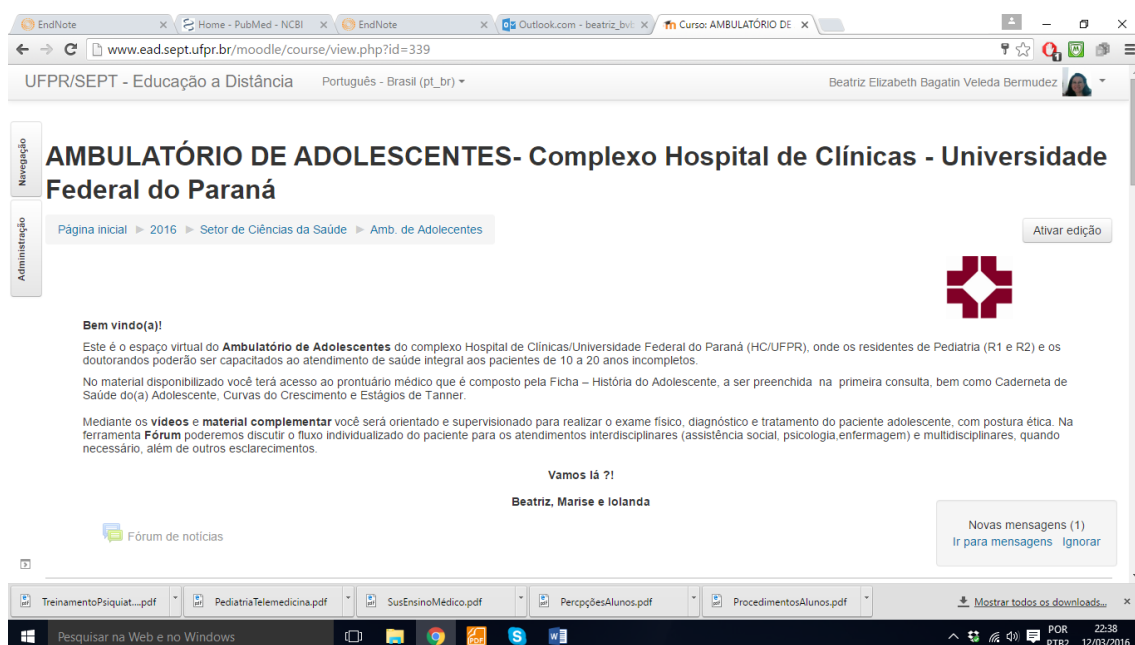 EndNote
Home - PubMed - NCBI
EndNote
Outlook.com - beatriz_bvb
Curso: AMBULATÓRIO DE
www.ead.sept.ufpr.br/moodle/course/view.php?id=339
UFPR/SEPT - Educação a Distância
Português - Brasil (pt_br)
Beatriz Elizabeth Bagatin Veleda Bermudez
Navegação
Administração
AMBULATÓRIO DE ADOLESCENTES- Complexo Hospital de Clínicas - Universidade
Federal do Paraná
Página inicial ▶ 2016 ▶ Setor de Ciências da Saúde ▶ Amb. de Adolecentes
Ativar edição
Bem vindo(a)!
Este é o espaço virtual do Ambulatório de Adolescentes do complexo Hospital de Clínicas/Universidade Federal do Paraná (HC/UFPR), onde os residentes de Pediatria (R1 e R2) e os
doutorandos poderão ser capacitados ao atendimento de saúde integral aos pacientes de 10 a 20 anos incompletos.
No material disponibilizado você terá acesso ao prontuário médico que é composto pela Ficha – História do Adolescente, a ser preenchida na primeira consulta, bem como Caderneta de
Saúde do(a) Adolescente, Curvas do Crescimento e Estágios de Tanner.
Mediante os vídeos e material complementar você será orientado e supervisionado para realizar o exame físico, diagnóstico e tratamento do paciente adolescente, com postura ética. Na
ferramenta Fórum poderemos discutir o fluxo individualizado do paciente para os atendimentos interdisciplinares (assistência social, psicologia,enfermagem) e multidisciplinares, quando
necessário, além de outros esclarecimentos.
Vamos lá ?!
Beatriz, Marise e Iolanda
Fórum de notícias
Novas mensagens (1)
Ir para mensagens Ignorar
TreinamentoPsiquiat....pdf
PediatriaTelemedicina.pdf
SusEnsinoMédico.pdf
PercpçõesAlunos.pdf
ProcedimentosAlunos.pdf
Mostrar todos os downloads...
Pesquisar na Web e no Windows
POR
PTB2
22:38
12/03/2016